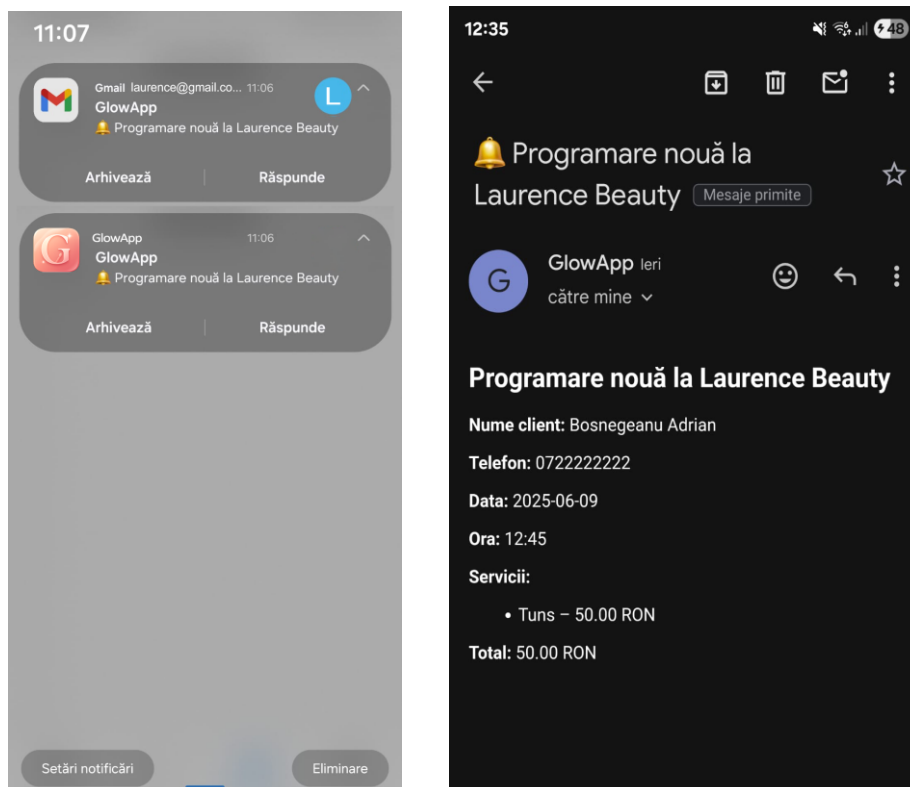 11:07
Gmail laurence@gmail.co... 11:06
L
GlowApp
🔔 Programare nouă la Laurence Beauty
Arhivează Răspunde
G
GlowApp 11:06
GlowApp
🔔 Programare nouă la Laurence Beauty
Arhivează Răspunde
Setări notificări Eliminare
12:35 48
🔔 Programare nouă la
Laurence Beauty Mesaje primite
G
GlowApp Ieri
către mine
Programare nouă la Laurence Beauty
Nume client: Bosnegeanu Adrian
Telefon: 0722222222
Data: 2025-06-09
Ora: 12:45
Servicii:
• Tuns – 50.00 RON
Total: 50.00 RON